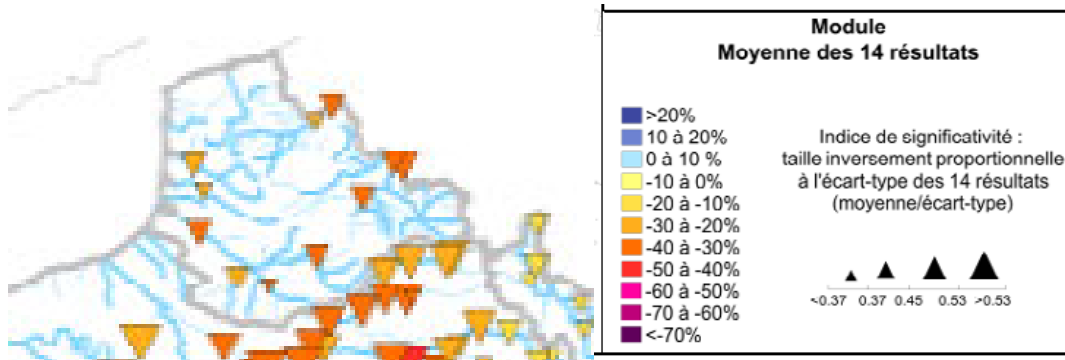 Module
Moyenne des 14 résultats
>20%
10 à 20%
0 à 10 %
-10 à 0%
-20 à -10%
-30 à -20%
-40 à -30%
-50 à -40%
-60 à -50%
-70 à -60%
<-70%
Indice de significativité :
taille inversement proportionnelle
à l'écart-type des 14 résultats
(moyenne/écart-type)
<0.37 0.37 0.45 0.53 >0.53